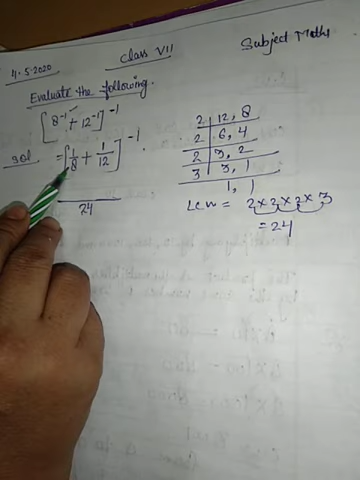 4.5.2020 Class VII Subject Maths
Evaluate the following.
[8⁻¹ + 12⁻¹]⁻¹
Sol. = [1/8 + 1/12]⁻¹
24
2 | 12, 8
2 | 6, 4
2 | 3, 2
3 | 3, 1
1, 1
LCM = 2×2×2×3
= 24